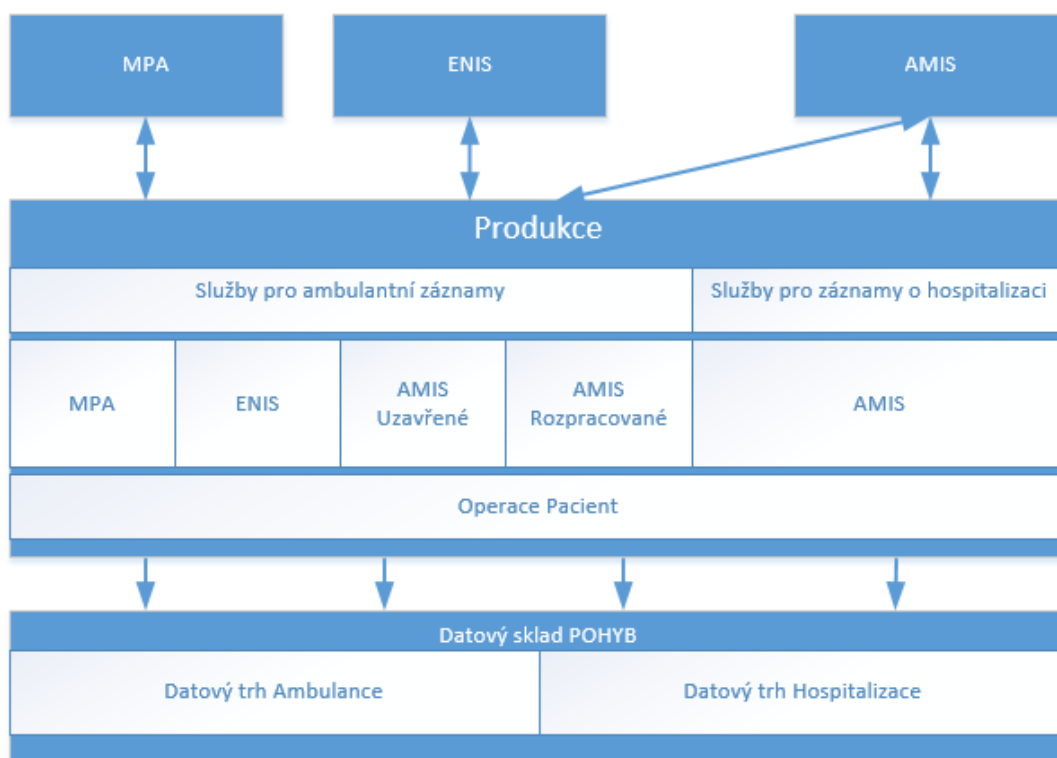 MPA
ENIS
AMIS
Produkce
Služby pro ambulantní záznamy
Služby pro záznamy o hospitalizaci
MPA
ENIS
AMIS
Uzavřené
AMIS
Rozpracované
AMIS
Operace Pacient
Datový sklad POHYB
Datový trh Ambulance
Datový trh Hospitalizace